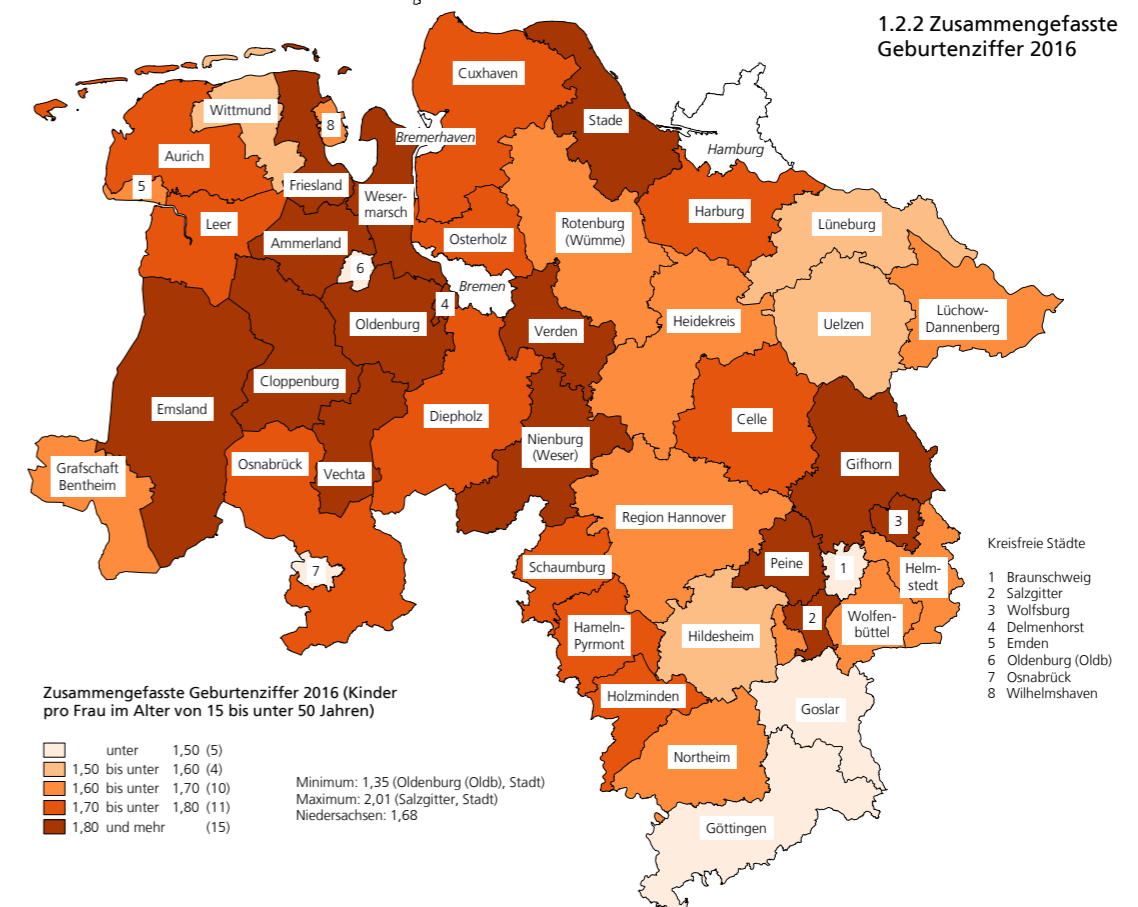 1.2.2 Zusammengefasste
Geburtenziffer 2016
Cuxhaven
Wittmund
8
Stade
Bremerhaven
Hamburg
Aurich
5
Friesland
Weser-
marsch
Harburg
Leer
Rotenburg
(Wümme)
Lüneburg
Ammerland
Osterholz
6
Bremen
4
Oldenburg
Verden
Heidekreis
Uelzen
Lüchow-
Dannenberg
Cloppenburg
Emsland
Diepholz
Celle
Nienburg
(Weser)
Grafschaft
Bentheim
Osnabrück
Vechta
Gifhorn
Region Hannover
3
Schaumburg
7
Peine
1
Helm-
stedt
2
Wolfen-
büttel
Hameln-
Pyrmont
Hildesheim
Holzminden
Goslar
Northeim
Göttingen
Kreisfreie Städte
1 Braunschweig
2 Salzgitter
3 Wolfsburg
4 Delmenhorst
5 Emden
6 Oldenburg (Oldb)
7 Osnabrück
8 Wilhelmshaven
Zusammengefasste Geburtenziffer 2016 (Kinder
pro Frau im Alter von 15 bis unter 50 Jahren)
unter 1,50 (5)
1,50 bis unter 1,60 (4)
1,60 bis unter 1,70 (10)
1,70 bis unter 1,80 (11)
1,80 und mehr (15)
Minimum: 1,35 (Oldenburg (Oldb), Stadt)
Maximum: 2,01 (Salzgitter, Stadt)
Niedersachsen: 1,68